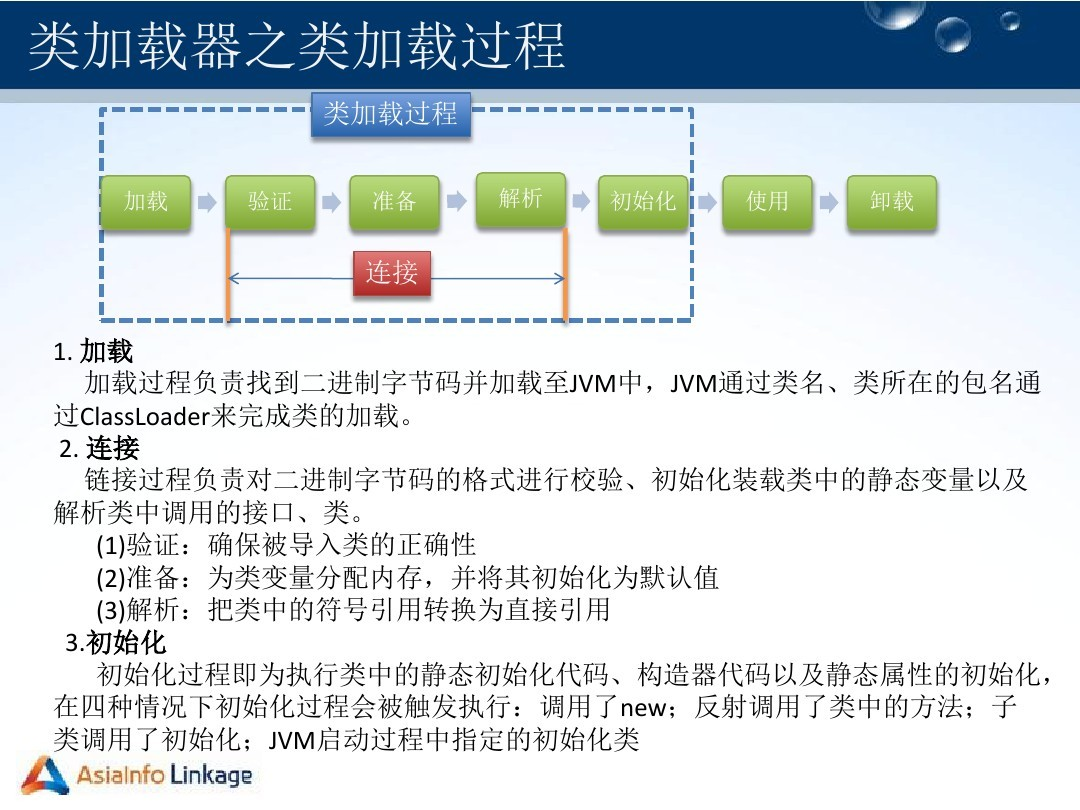 类加载器之类加载过程
类加载过程
加载
验证
准备
解析
初始化
使用
卸载
连接
1. 加载
加载过程负责找到二进制字节码并加载至JVM中，JVM通过类名、类所在的包名通
过ClassLoader来完成类的加载。
2. 连接
链接过程负责对二进制字节码的格式进行校验、初始化装载类中的静态变量以及
解析类中调用的接口、类。
(1)验证：确保被导入类的正确性
(2)准备：为类变量分配内存，并将其初始化为默认值
(3)解析：把类中的符号引用转换为直接引用
3.初始化
初始化过程即为执行类中的静态初始化代码、构造器代码以及静态属性的初始化，
在四种情况下初始化过程会被触发执行：调用了new；反射调用了类中的方法；子
类调用了初始化；JVM启动过程中指定的初始化类
AsiaInfo Linkage